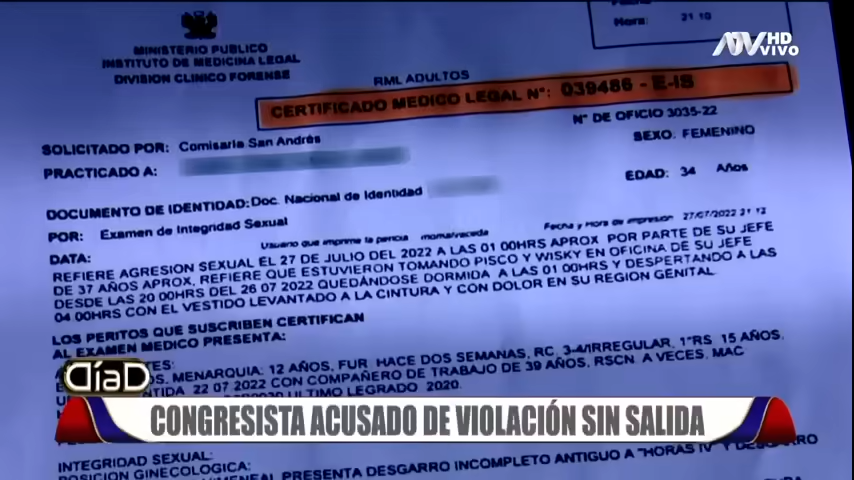 MINISTERIO PUBLICO
INSTITUTO DE MEDICINA LEGAL
DIVISION CLINICO FORENSE
Hora: 21 10
ATV HD
VIVO
RML ADULTOS
CERTIFICADO MEDICO LEGAL N°: 039486 - E-IS
SOLICITADO POR: Comisaria San Andrés
N° DE OFICIO 3035-22
SEXO: FEMENINO
PRACTICADO A:
EDAD: 34 Años
DOCUMENTO DE IDENTIDAD: Doc. Nacional de Identidad
POR: Examen de Integridad Sexual
Usuario que imprime la pericia
Fecha y Hora de impresión 27/07/2022 21 12
DATA:
REFIERE AGRESION SEXUAL EL 27 DE JULIO DEL 2022 A LAS 01 00HRS APROX POR PARTE DE SU JEFE
DE 37 AÑOS APROX, REFIERE QUE ESTUVIERON TOMANDO PISCO Y WISKY EN OFICINA DE SU JEFE
DESDE LAS 20 00HRS DEL 26 07 2022 QUEDÁNDOSE DORMIDA A LAS 01 00HRS Y DESPERTANDO A LAS
04 00HRS CON EL VESTIDO LEVANTADO A LA CINTURA Y CON DOLOR EN SU REGION GENITAL
LOS PERITOS QUE SUSCRIBEN CERTIFICAN
AL EXAMEN MEDICO PRESENTA:
MENARQUIA: 12 AÑOS, FUR HACE DOS SEMANAS, RC 3-4/IRREGULAR, 1°RS 15 AÑOS,
22 07 2022 CON COMPAÑERO DE TRABAJO DE 39 AÑOS, RSCN A VECES, MAC
ULTIMO LEGRADO 2020
DíaD
CONGRESISTA ACUSADO DE VIOLACIÓN SIN SALIDA
INTEGRIDAD SEXUAL:
POSICION GINECOLOGICA:
PRESENTA DESGARRO INCOMPLETO ANTIGUO A "HORAS IV" Y